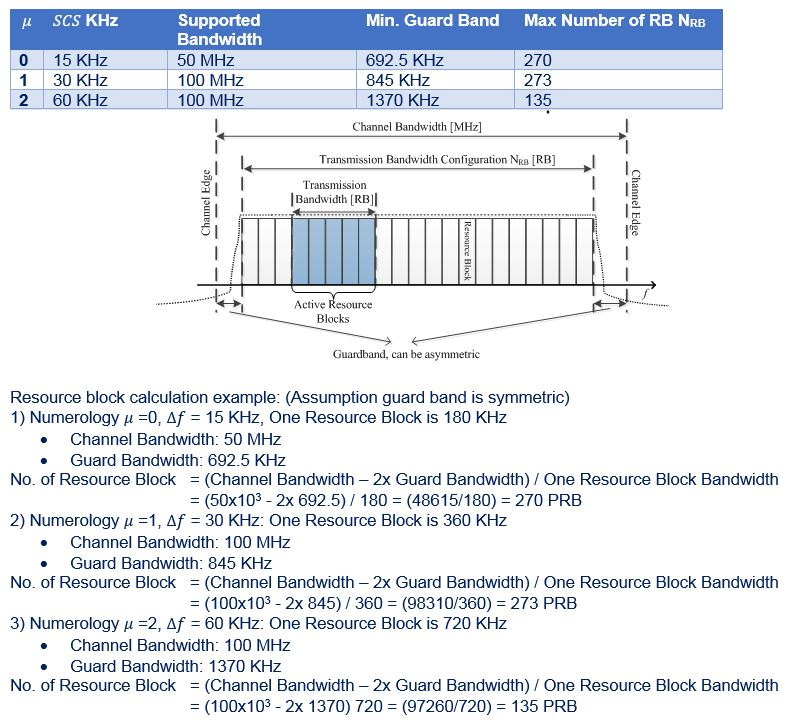 μ SCS KHz Supported Bandwidth Min. Guard Band Max Number of RB NRB
0 15 KHz 50 MHz 692.5 KHz 270
1 30 KHz 100 MHz 845 KHz 273
2 60 KHz 100 MHz 1370 KHz 135
Channel Bandwidth [MHz]
Transmission Bandwidth Configuration NRB [RB]
Transmission
Bandwidth [RB]
Channel Edge
Channel Edge
Resource Block
f
Active Resource
Blocks
Guardband, can be asymmetric
Resource block calculation example: (Assumption guard band is symmetric)
1) Numerology μ =0, Δf = 15 KHz, One Resource Block is 180 KHz
• Channel Bandwidth: 50 MHz
• Guard Bandwidth: 692.5 KHz
No. of Resource Block = (Channel Bandwidth – 2x Guard Bandwidth) / One Resource Block Bandwidth
= (50x10³ - 2x 692.5) / 180 = (48615/180) = 270 PRB
2) Numerology μ =1, Δf = 30 KHz: One Resource Block is 360 KHz
• Channel Bandwidth: 100 MHz
• Guard Bandwidth: 845 KHz
No. of Resource Block = (Channel Bandwidth – 2x Guard Bandwidth) / One Resource Block Bandwidth
= (100x10³ - 2x 845) / 360 = (98310/360) = 273 PRB
3) Numerology μ =2, Δf = 60 KHz: One Resource Block is 720 KHz
• Channel Bandwidth: 100 MHz
• Guard Bandwidth: 1370 KHz
No. of Resource Block = (Channel Bandwidth – 2x Guard Bandwidth) / One Resource Block Bandwidth
= (100x10³ - 2x 1370) 720 = (97260/720) = 135 PRB